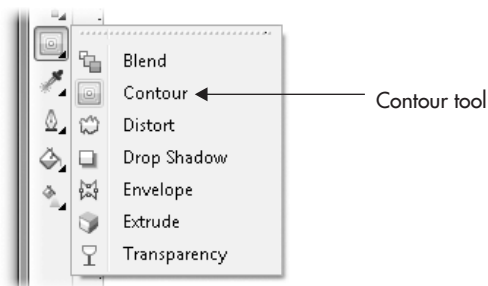 Blend
Contour
Contour tool
Distort
Drop Shadow
Envelope
Extrude
Transparency